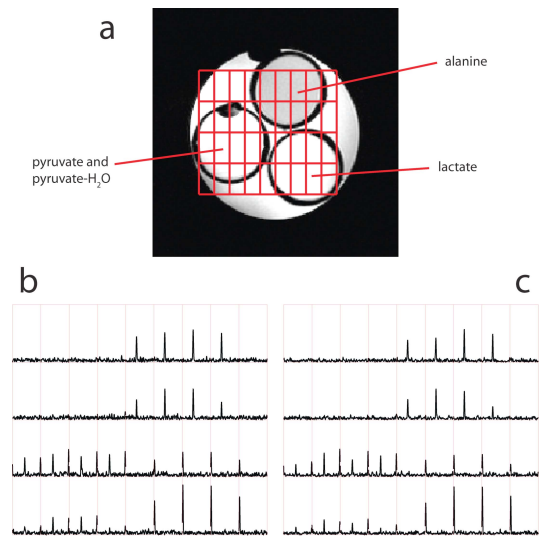 a
alanine
pyruvate and
pyruvate-H₂O
lactate
b
c